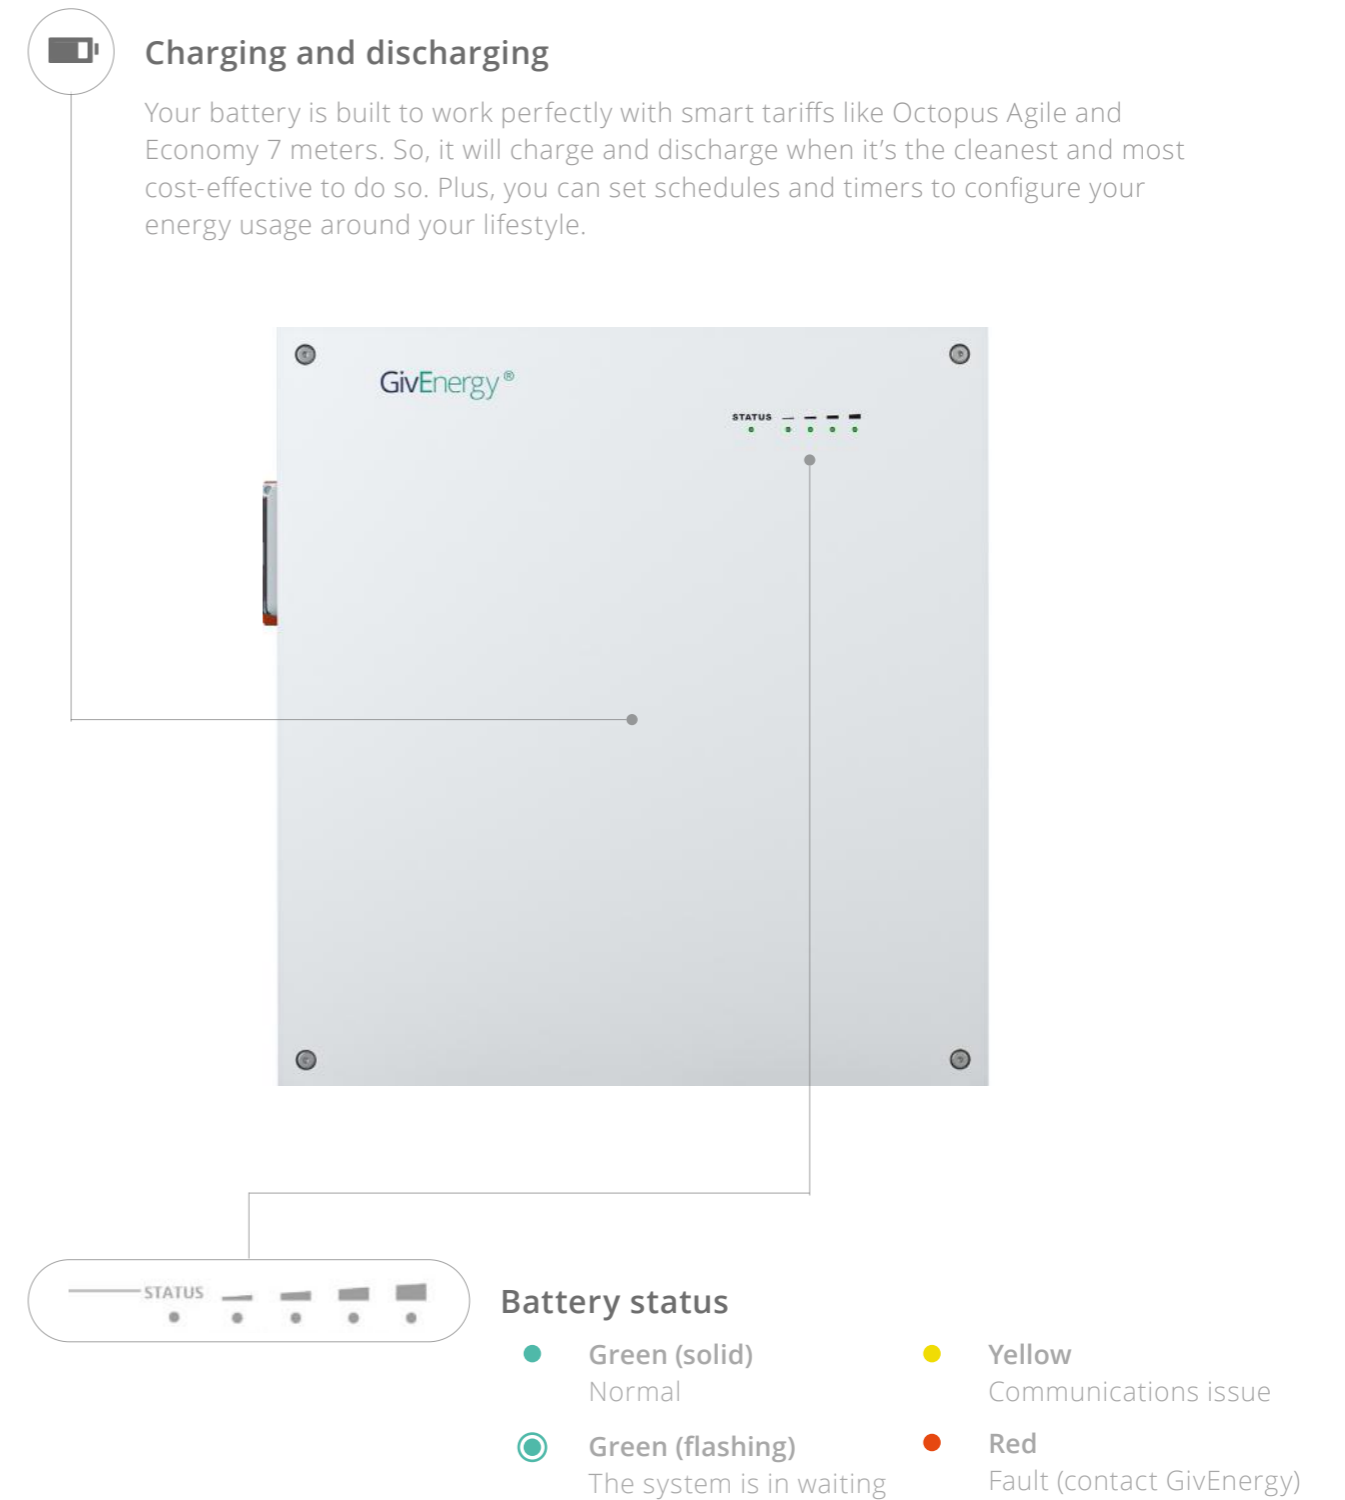 Charging and discharging
Your battery is built to work perfectly with smart tariffs like Octopus Agile and
Economy 7 meters. So, it will charge and discharge when it's the cleanest and most
cost-effective to do so. Plus, you can set schedules and timers to configure your
energy usage around your lifestyle.
GivEnergy®
STATUS
STATUS
Battery status
Green (solid)
Normal
Green (flashing)
The system is in waiting
Yellow
Communications issue
Red
Fault (contact GivEnergy)